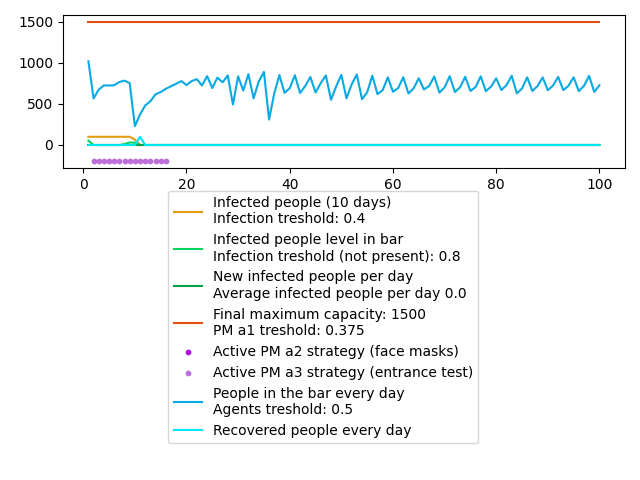 1500
1000
500
0
0 20 40 60 80 100
Infected people (10 days)
Infection treshold: 0.4
Infected people level in bar
Infection treshold (not present): 0.8
New infected people per day
Average infected people per day 0.0
Final maximum capacity: 1500
PM a1 treshold: 0.375
Active PM a2 strategy (face masks)
Active PM a3 strategy (entrance test)
People in the bar every day
Agents treshold: 0.5
Recovered people every day